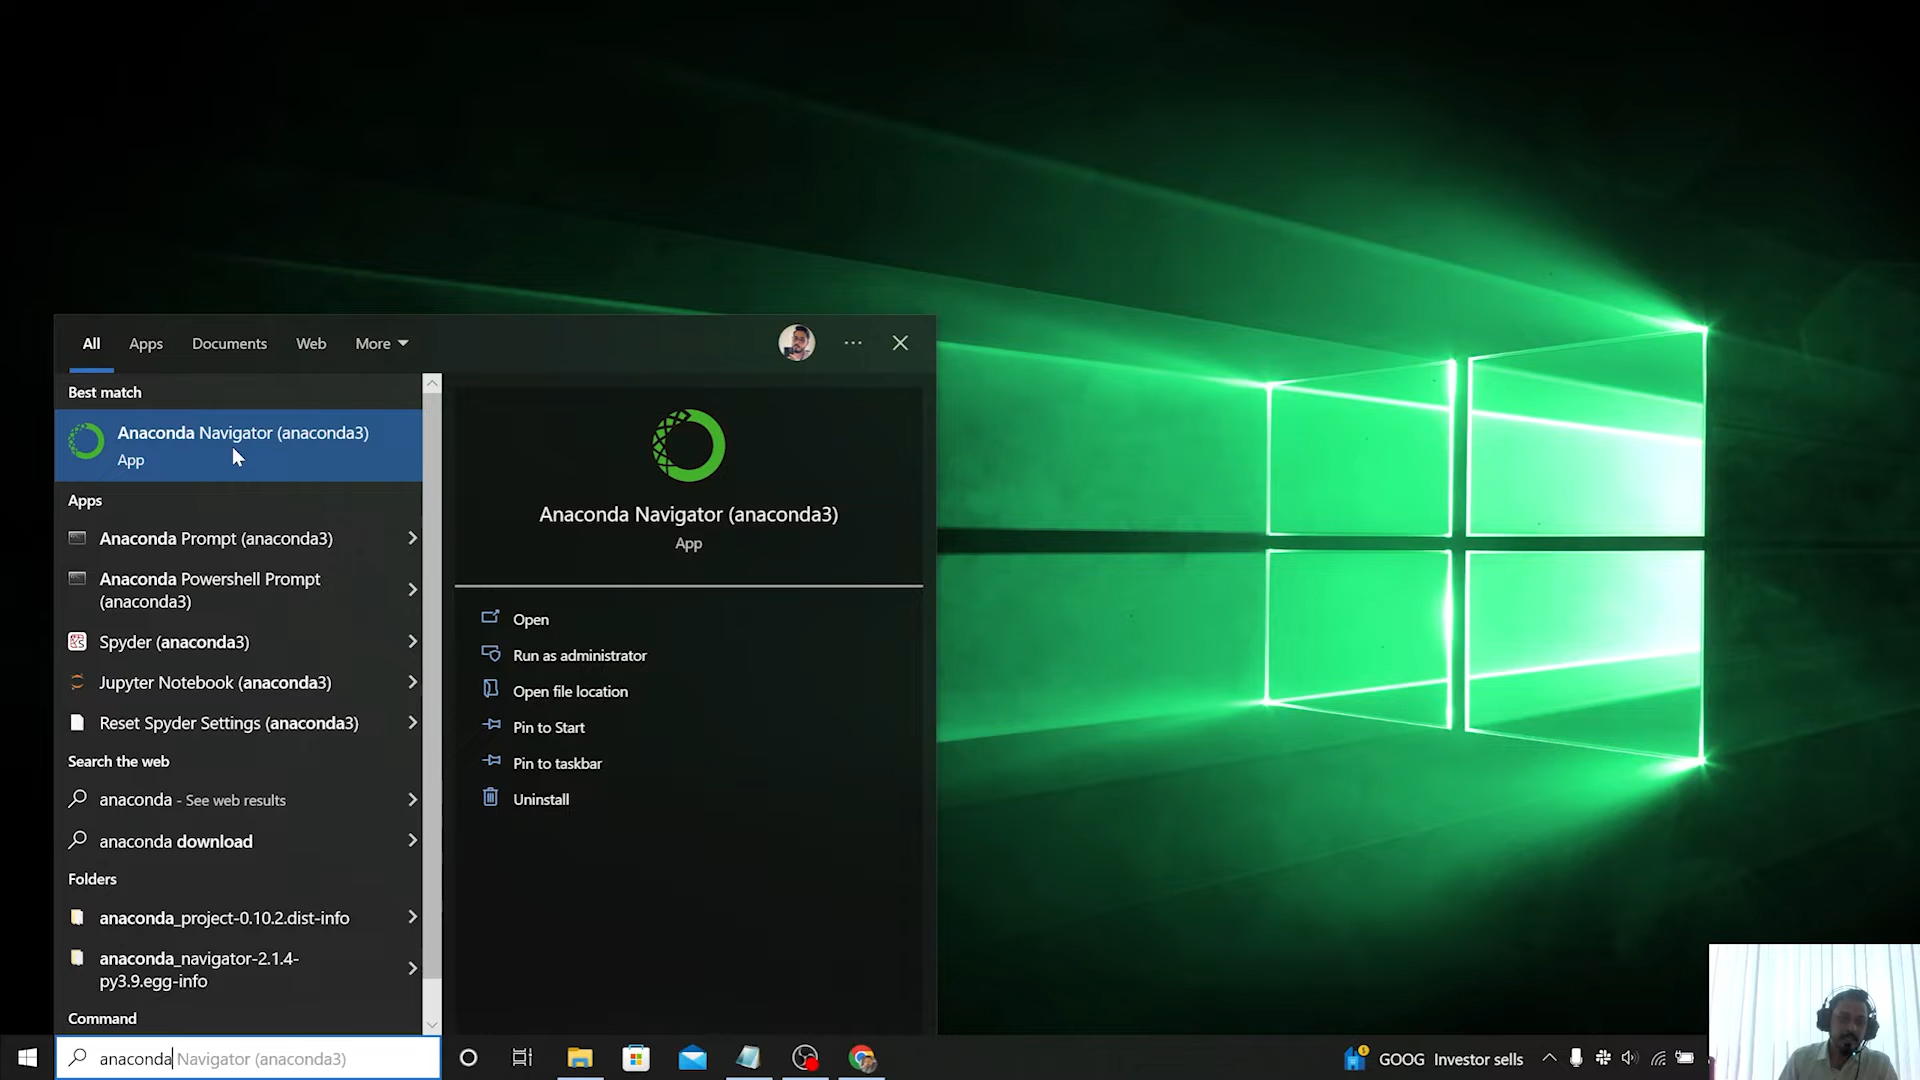 All
Apps
Documents
Web
More
Best match
Anaconda Navigator (anaconda3)
App
Apps
Anaconda Prompt (anaconda3)
Anaconda Powershell Prompt
(anaconda3)
Spyder (anaconda3)
Jupyter Notebook (anaconda3)
Reset Spyder Settings (anaconda3)
Search the web
anaconda - See web results
anaconda download
Folders
anaconda_project-0.10.2.dist-info
anaconda_navigator-2.1.4-
py3.9.egg-info
Command
Anaconda Navigator (anaconda3)
App
Open
Run as administrator
Open file location
Pin to Start
Pin to taskbar
Uninstall
anaconda Navigator (anaconda3)
GOOG Investor sells